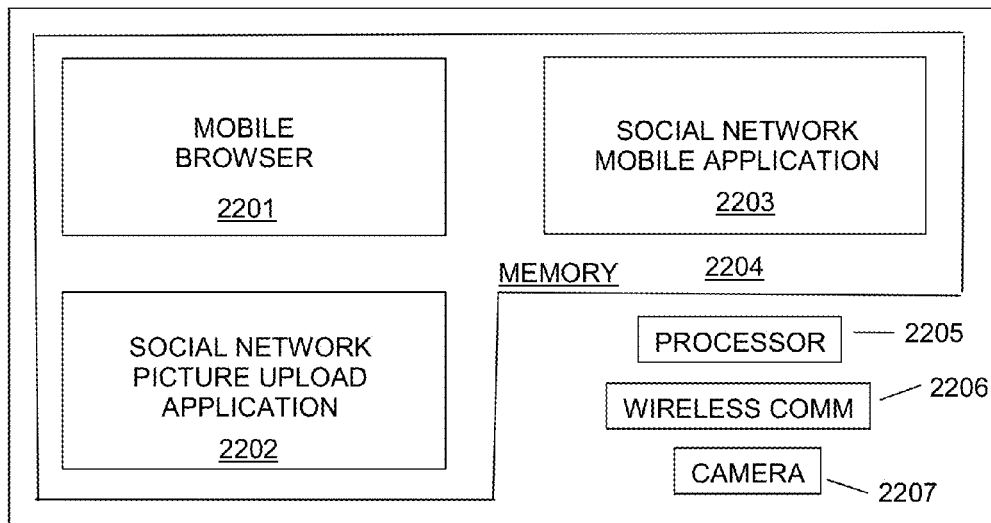 MOBILE
BROWSER
2201
SOCIAL NETWORK
MOBILE APPLICATION
2203
MEMORY
2204
SOCIAL NETWORK
PICTURE UPLOAD
APPLICATION
2202
PROCESSOR
2205
WIRELESS COMM
2206
CAMERA
2207